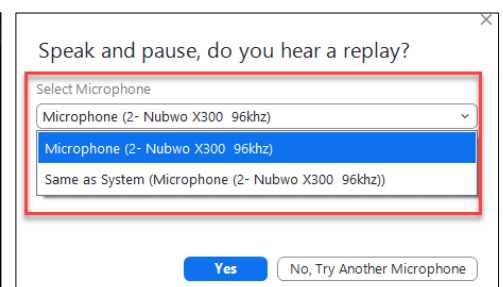 Speak and pause, do you hear a replay?
Select Microphone
Microphone (2- Nubwo X300 96khz)
Microphone (2- Nubwo X300 96khz)
Same as System (Microphone (2- Nubwo X300 96khz))
Yes
No, Try Another Microphone